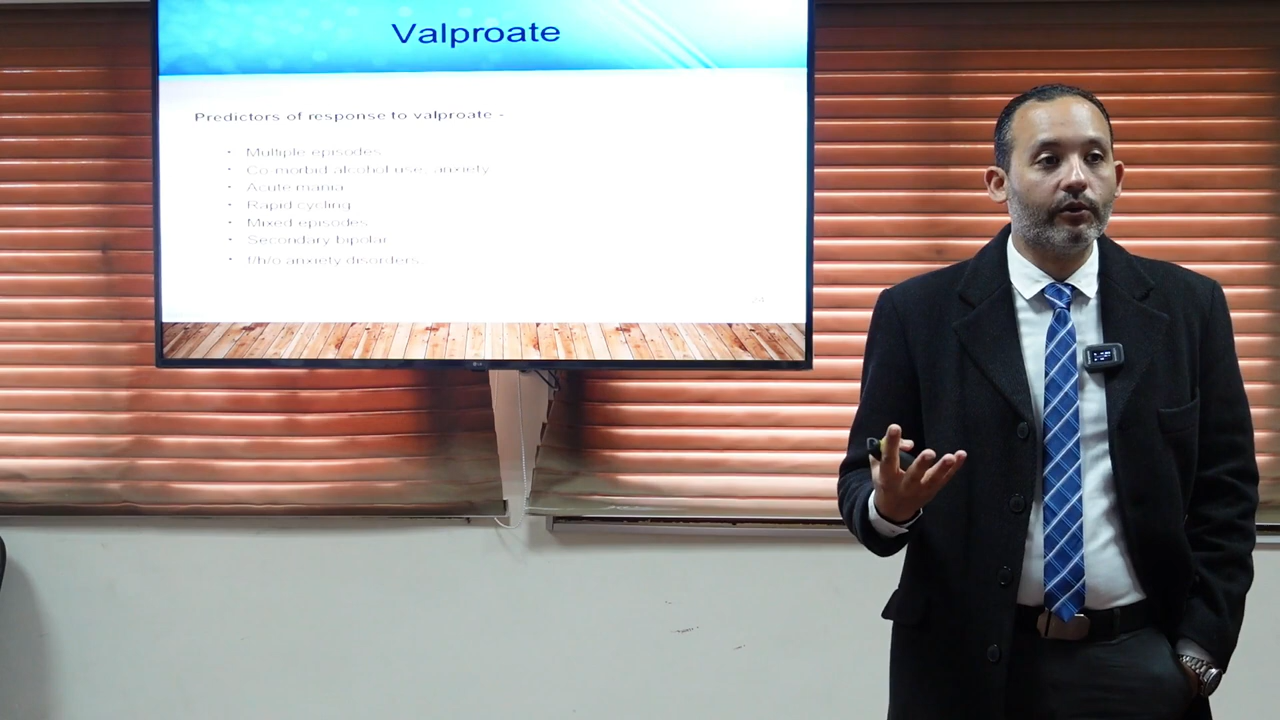 Valproate
Predictors of response to valproate -
• Multiple episodes
• Co-morbid alcohol use, anxiety
• Acute mania
• Rapid cycling
• Mixed episodes
• Secondary bipolar
• f/h/o anxiety disorders.
LG